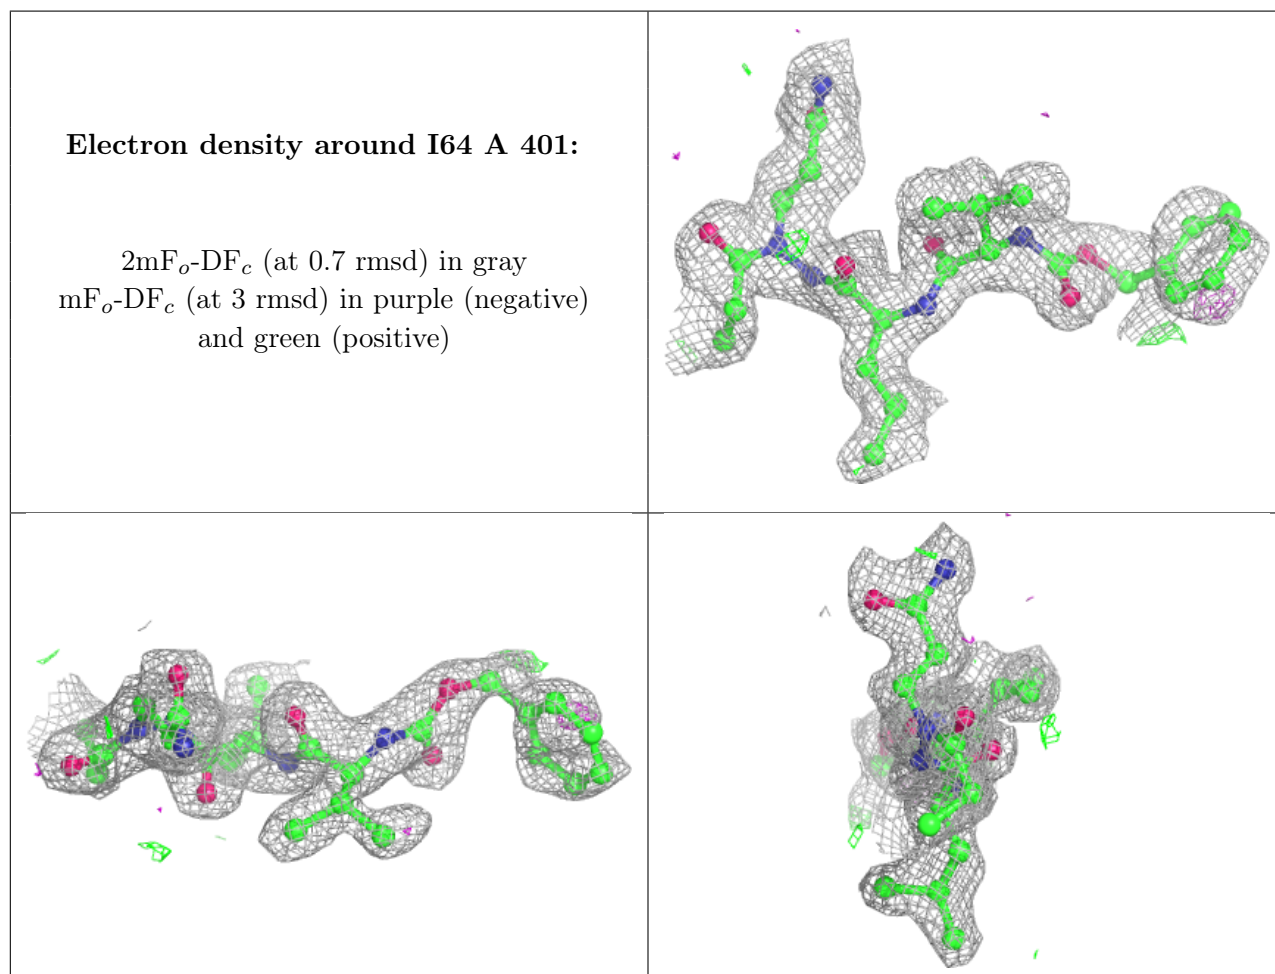 Electron density around I64 A 401:
2mFo-DFc (at 0.7 rmsd) in gray
mFo-DFc (at 3 rmsd) in purple (negative)
and green (positive)